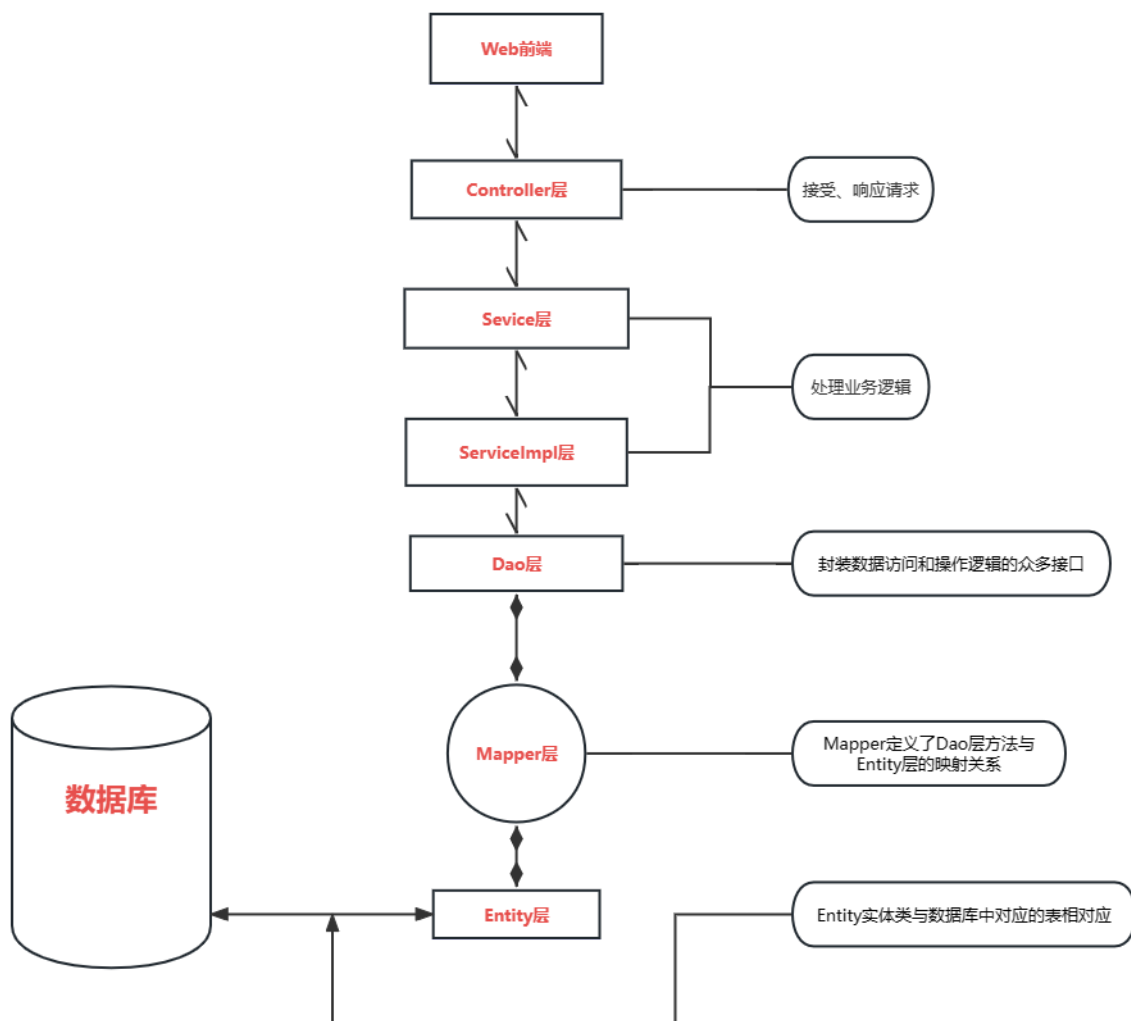 Web前端
Controller层
接受、响应请求
Sevice层
处理业务逻辑
ServiceImpl层
Dao层
封装数据访问和操作逻辑的众多接口
Mapper层
Mapper定义了Dao层方法与
Entity层的映射关系
数据库
Entity层
Entity实体类与数据库中对应的表相对应